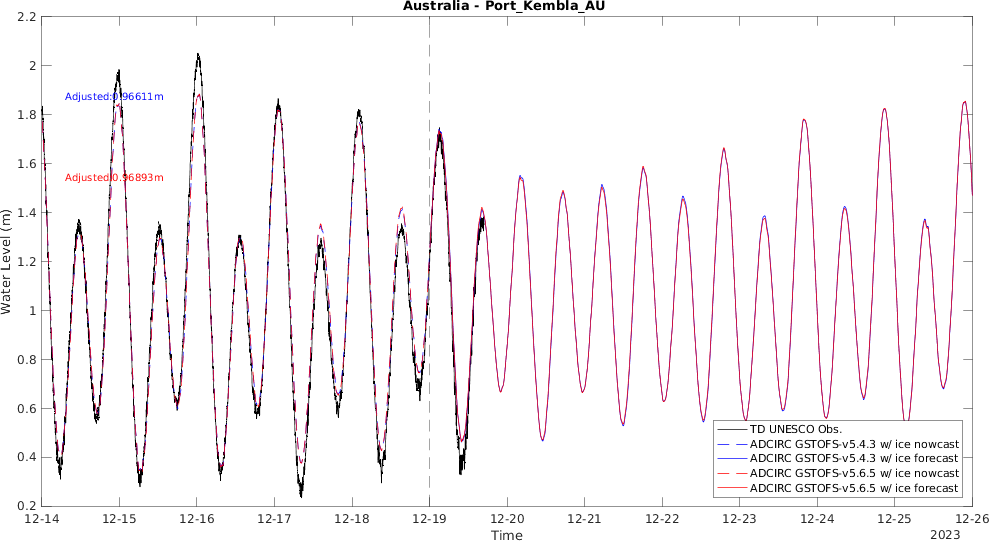 Australia - Port_Kembla_AU
2.2
2
1.8
1.6
1.4
1.2
1
0.8
0.6
0.4
0.2
Water Level (m)
Adjusted:0.96611m
Adjusted:0.96893m
TD UNESCO Obs.
ADCIRC GSTOFS-v5.4.3 w/ ice nowcast
ADCIRC GSTOFS-v5.4.3 w/ ice forecast
ADCIRC GSTOFS-v5.6.5 w/ ice nowcast
ADCIRC GSTOFS-v5.6.5 w/ ice forecast
12-14 12-15 12-16 12-17 12-18 12-19 12-20 12-21 12-22 12-23 12-24 12-25 12-26
Time
2023